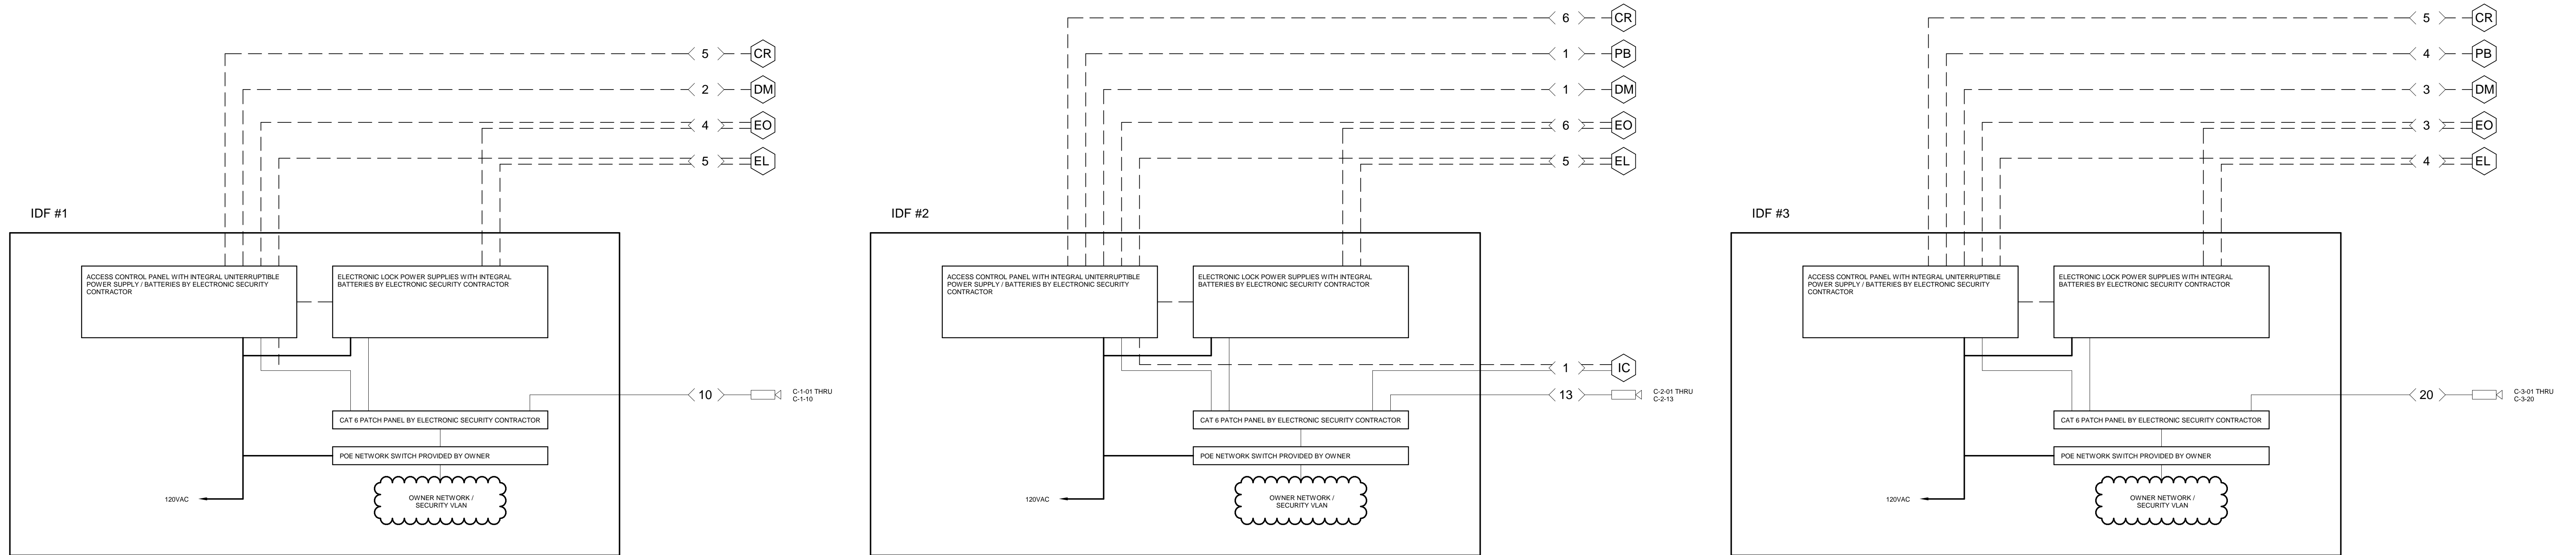 5 CR
2 DM
4 EO
5 EL
IDF #1
ACCESS CONTROL PANEL WITH INTEGRAL UNITERRUPTIBLE
POWER SUPPLY / BATTERIES BY ELECTRONIC SECURITY
CONTRACTOR
ELECTRONIC LOCK POWER SUPPLIES WITH INTEGRAL
BATTERIES BY ELECTRONIC SECURITY CONTRACTOR
10
C-1-01 THRU
C-1-10
CAT 6 PATCH PANEL BY ELECTRONIC SECURITY CONTRACTOR
POE NETWORK SWITCH PROVIDED BY OWNER
120VAC
OWNER NETWORK /
SECURITY VLAN
6 CR
1 PB
1 DM
6 EO
5 EL
IDF #2
ACCESS CONTROL PANEL WITH INTEGRAL UNITERRUPTIBLE
POWER SUPPLY / BATTERIES BY ELECTRONIC SECURITY
CONTRACTOR
ELECTRONIC LOCK POWER SUPPLIES WITH INTEGRAL
BATTERIES BY ELECTRONIC SECURITY CONTRACTOR
1 IC
13
C-2-01 THRU
C-2-13
CAT 6 PATCH PANEL BY ELECTRONIC SECURITY CONTRACTOR
POE NETWORK SWITCH PROVIDED BY OWNER
120VAC
OWNER NETWORK /
SECURITY VLAN
5 CR
4 PB
3 DM
3 EO
4 EL
IDF #3
ACCESS CONTROL PANEL WITH INTEGRAL UNITERRUPTIBLE
POWER SUPPLY / BATTERIES BY ELECTRONIC SECURITY
CONTRACTOR
ELECTRONIC LOCK POWER SUPPLIES WITH INTEGRAL
BATTERIES BY ELECTRONIC SECURITY CONTRACTOR
20
C-3-01 THRU
C-3-20
CAT 6 PATCH PANEL BY ELECTRONIC SECURITY CONTRACTOR
POE NETWORK SWITCH PROVIDED BY OWNER
120VAC
OWNER NETWORK /
SECURITY VLAN